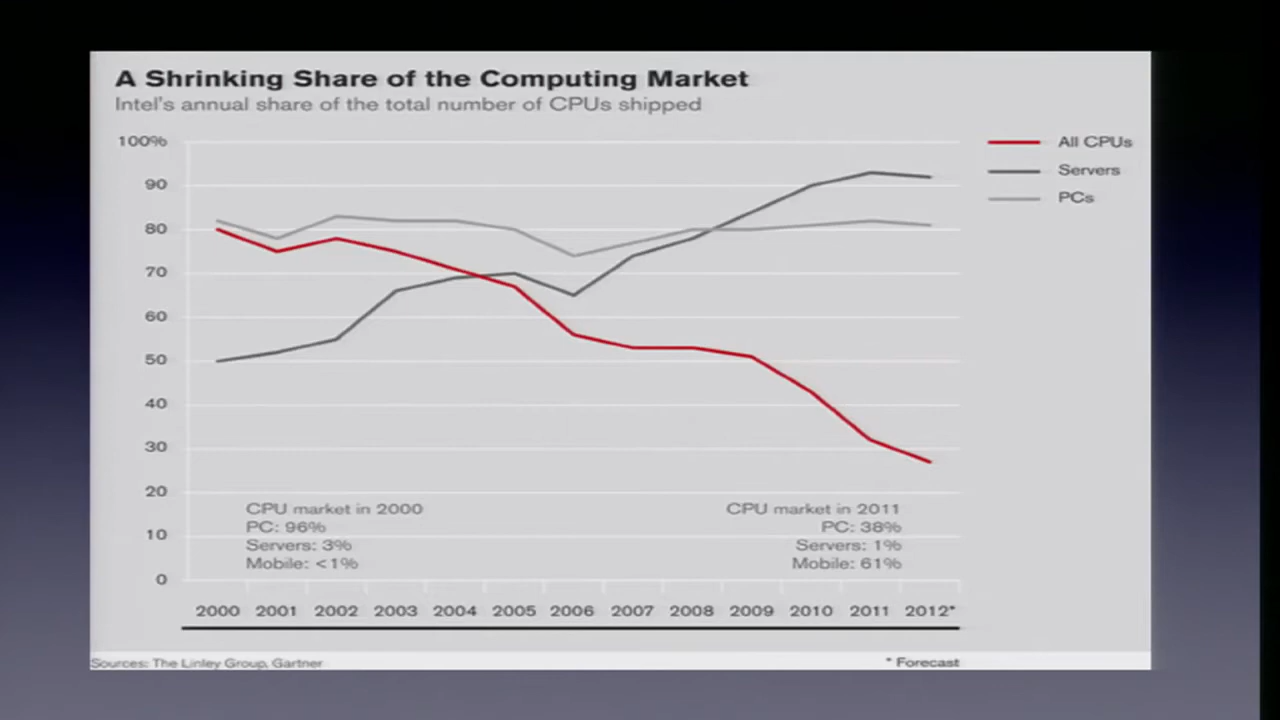 A Shrinking Share of the Computing Market
Intel's annual share of the total number of CPUs shipped
100%
90
80
70
60
50
40
30
20
10
0
All CPUs
Servers
PCs
CPU market in 2000
PC: 96%
Servers: 3%
Mobile: <1%
CPU market in 2011
PC: 38%
Servers: 1%
Mobile: 61%
2000 2001 2002 2003 2004 2005 2006 2007 2008 2009 2010 2011 2012*
Sources: The Linley Group, Gartner
* Forecast